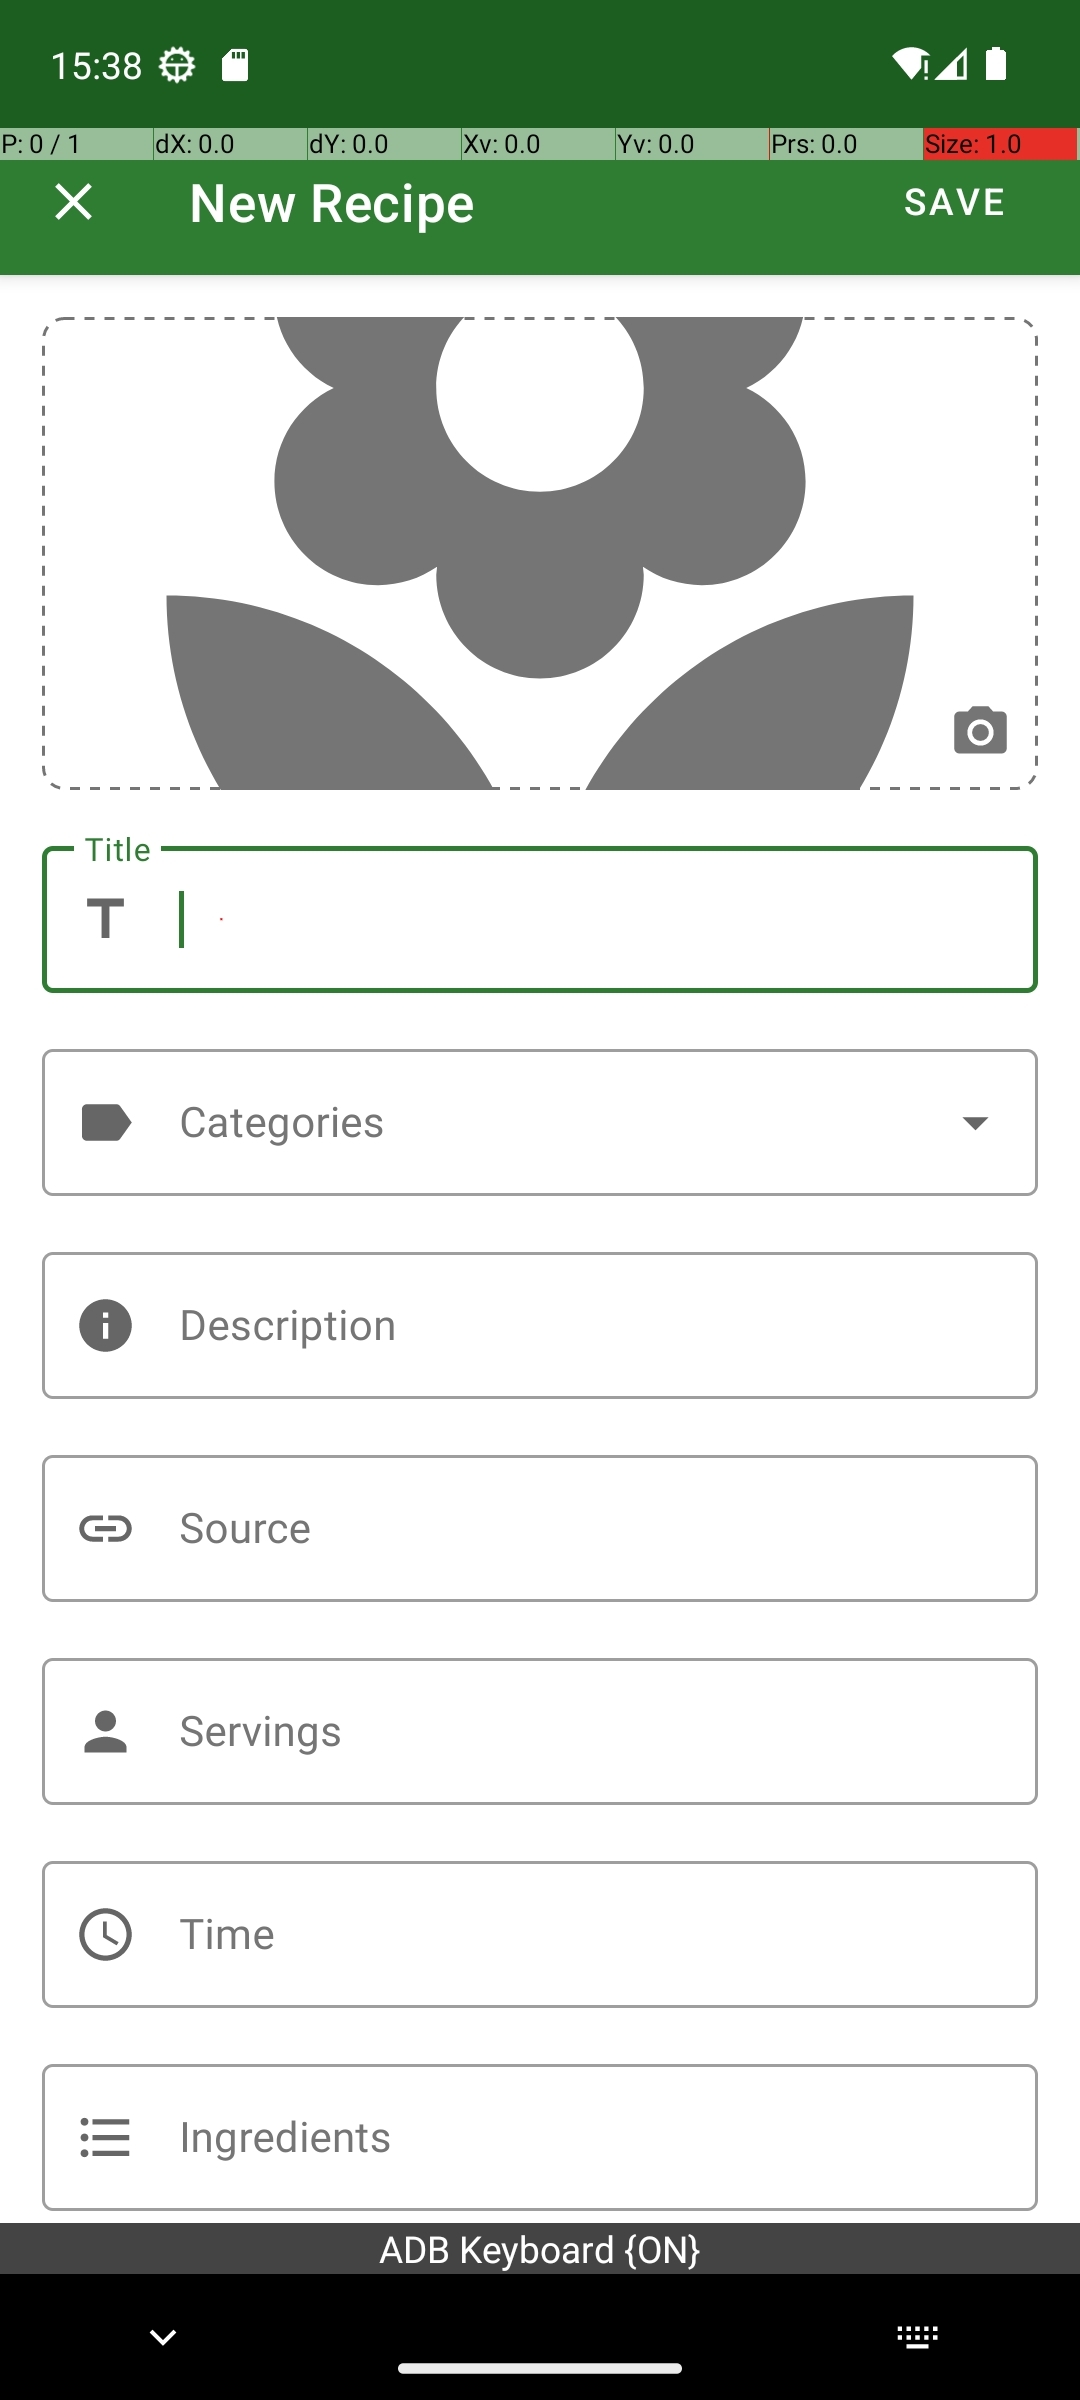 15:38
P: 0 / 1 dX: 0.0 dY: 0.0 Xv: 0.0 Yv: 0.0 Prs: 0.0 Size: 1.0
New Recipe SAVE
Title
Categories
Description
Source
Servings
Time
Ingredients
ADB Keyboard {ON}